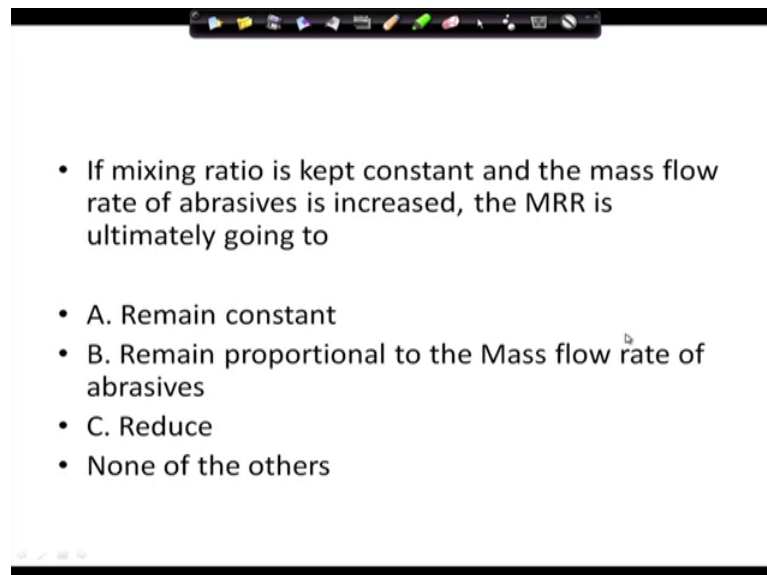 • If mixing ratio is kept constant and the mass flow
rate of abrasives is increased, the MRR is
ultimately going to
• A. Remain constant
• B. Remain proportional to the Mass flow rate of
abrasives
• C. Reduce
• None of the others